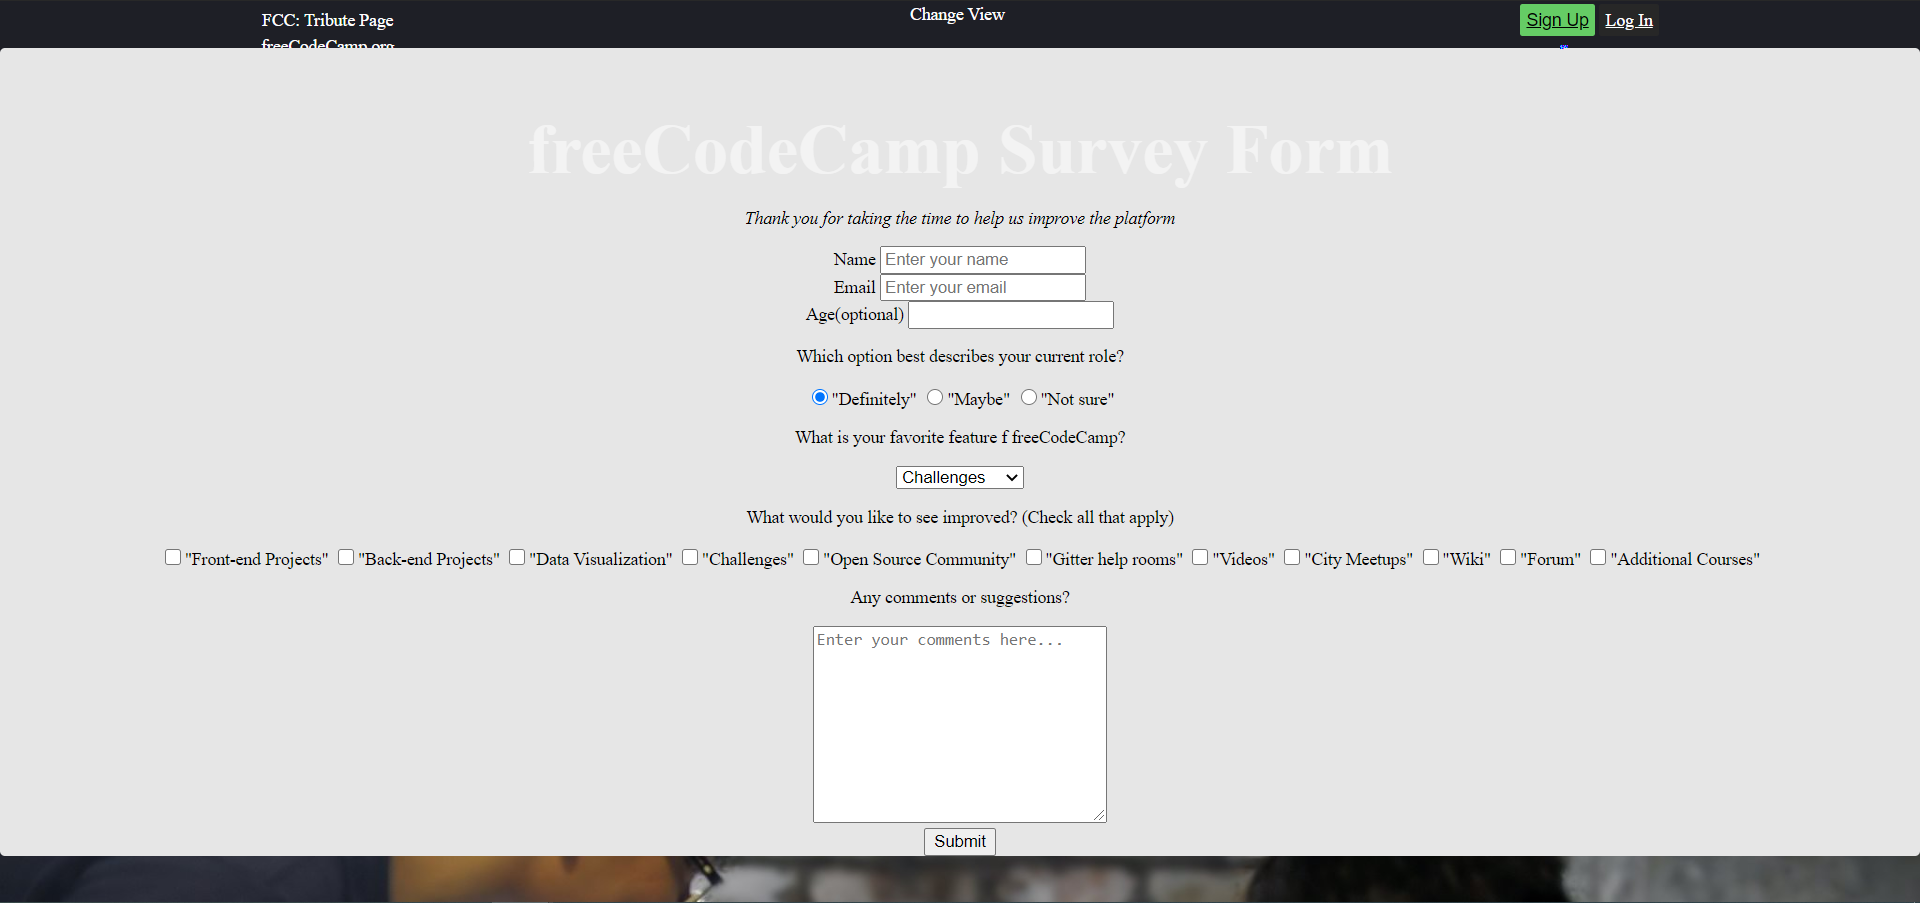 FCC: Tribute Page
freeCodeCamp.org
Change View
Sign Up Log In
freeCodeCamp Survey Form
Thank you for taking the time to help us improve the platform
Name Enter your name
Email Enter your email
Age(optional)
Which option best describes your current role?
"Definitely" "Maybe" "Not sure"
What is your favorite feature f freeCodeCamp?
Challenges
What would you like to see improved? (Check all that apply)
"Front-end Projects" "Back-end Projects" "Data Visualization" "Challenges" "Open Source Community" "Gitter help rooms" "Videos" "City Meetups" "Wiki" "Forum" "Additional Courses"
Any comments or suggestions?
Enter your comments here...
Submit